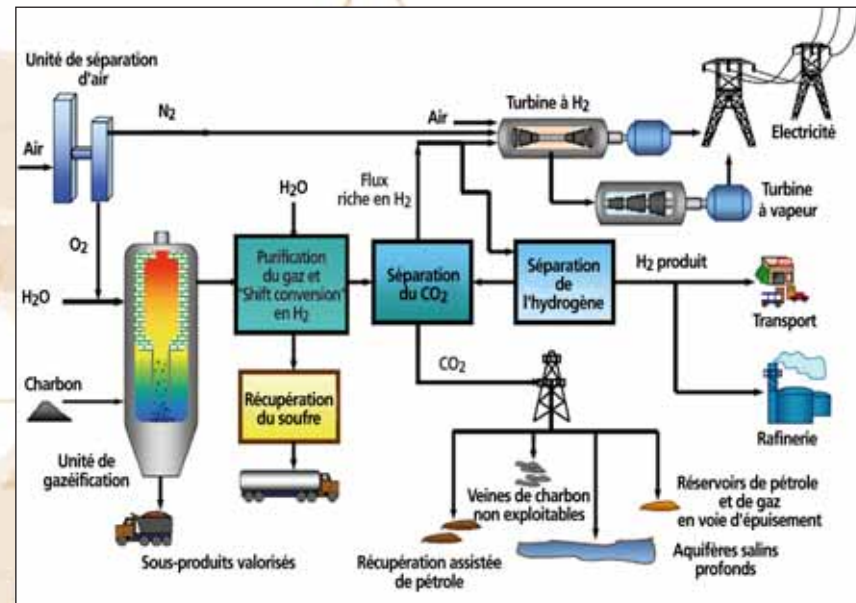 Unité de séparation
d'air
Air
N2
Air
Turbine à H2
Electricité
Flux
riche en H2
H2O
Turbine
à vapeur
O2
H2O
Purification
du gaz et
"Shift conversion"
en H2
Séparation
du CO2
Séparation
de
l'hydrogène
H2 produit
Transport
Charbon
CO2
Récupération
du soufre
Rafinerie
Unité de
gazéification
Veines de charbon
non exploitables
Réservoirs de pétrole
et de gaz
en voie d'épuisement
Sous-produits valorisés
Récupération assistée
de pétrole
Aquifères salins
profonds